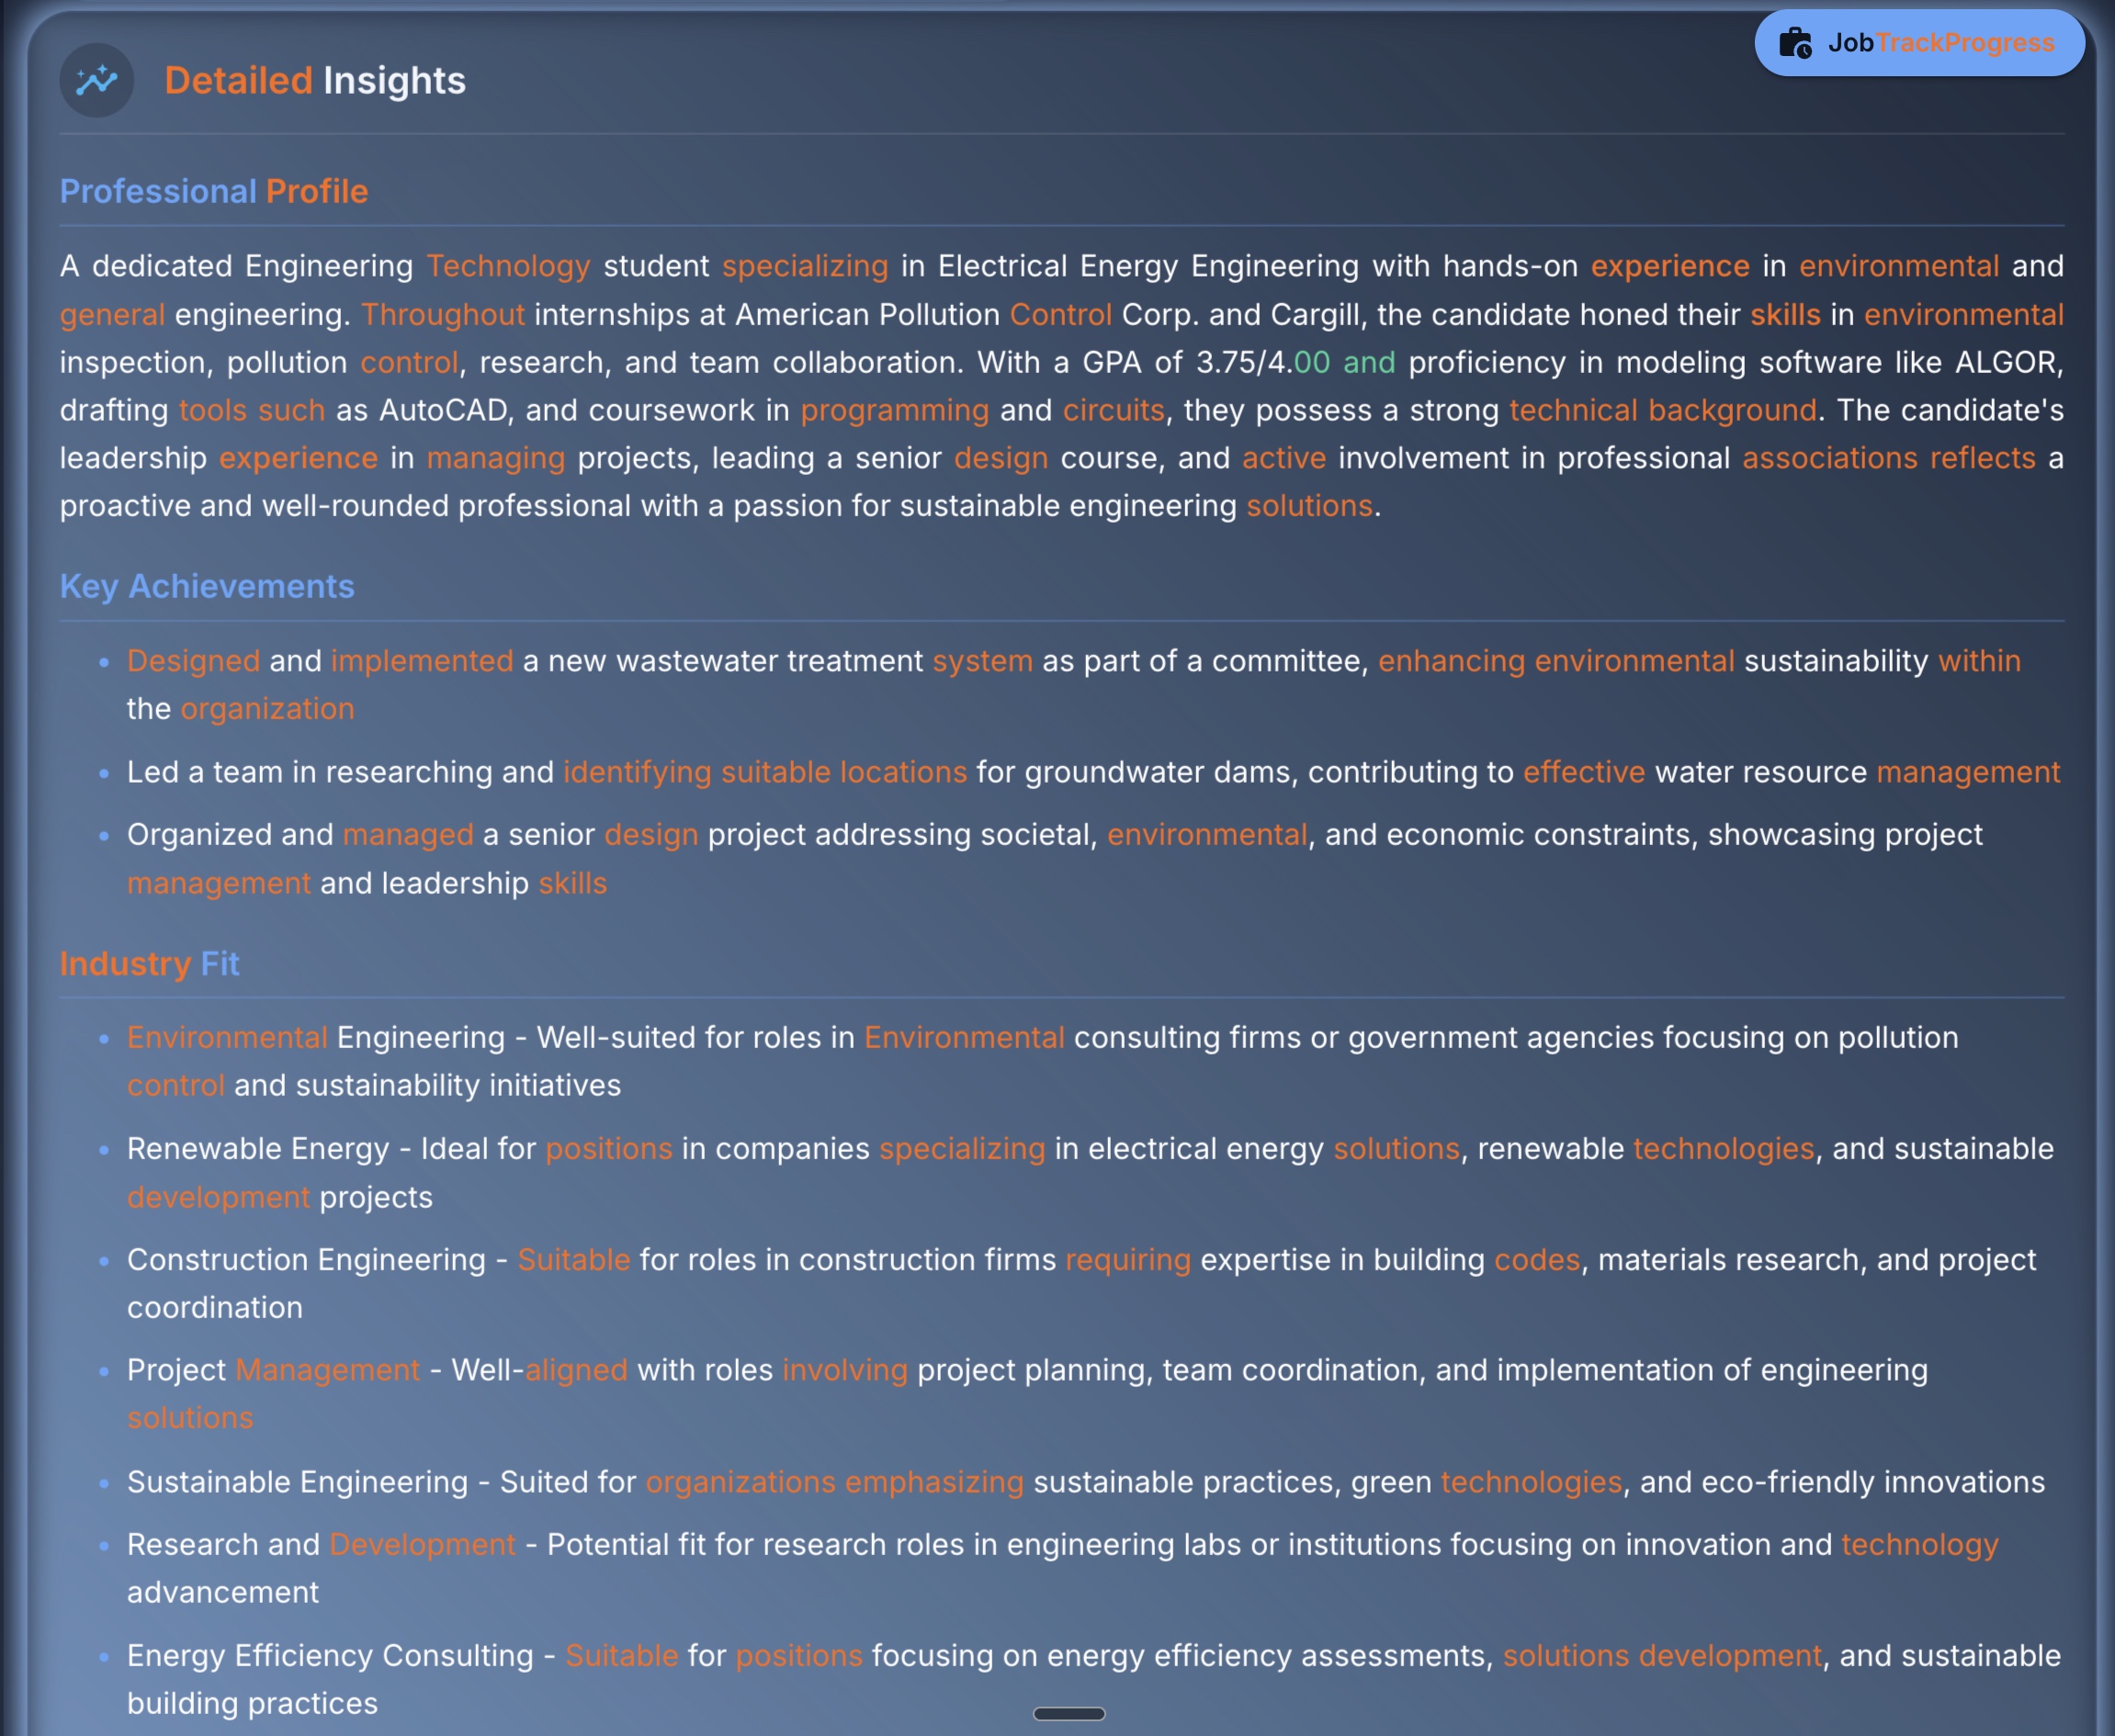 JobTrackProgress
Detailed Insights
Professional Profile
A dedicated Engineering Technology student specializing in Electrical Energy Engineering with hands-on experience in environmental and
general engineering. Throughout internships at American Pollution Control Corp. and Cargill, the candidate honed their skills in environmental
inspection, pollution control, research, and team collaboration. With a GPA of 3.75/4.00 and proficiency in modeling software like ALGOR,
drafting tools such as AutoCAD, and coursework in programming and circuits, they possess a strong technical background. The candidate's
leadership experience in managing projects, leading a senior design course, and active involvement in professional associations reflects a
proactive and well-rounded professional with a passion for sustainable engineering solutions.
Key Achievements
• Designed and implemented a new wastewater treatment system as part of a committee, enhancing environmental sustainability within
the organization
• Led a team in researching and identifying suitable locations for groundwater dams, contributing to effective water resource management
• Organized and managed a senior design project addressing societal, environmental, and economic constraints, showcasing project
management and leadership skills
Industry Fit
• Environmental Engineering - Well-suited for roles in Environmental consulting firms or government agencies focusing on pollution
control and sustainability initiatives
• Renewable Energy - Ideal for positions in companies specializing in electrical energy solutions, renewable technologies, and sustainable
development projects
• Construction Engineering - Suitable for roles in construction firms requiring expertise in building codes, materials research, and project
coordination
• Project Management - Well-aligned with roles involving project planning, team coordination, and implementation of engineering
solutions
• Sustainable Engineering - Suited for organizations emphasizing sustainable practices, green technologies, and eco-friendly innovations
• Research and Development - Potential fit for research roles in engineering labs or institutions focusing on innovation and technology
advancement
• Energy Efficiency Consulting - Suitable for positions focusing on energy efficiency assessments, solutions development, and sustainable
building practices